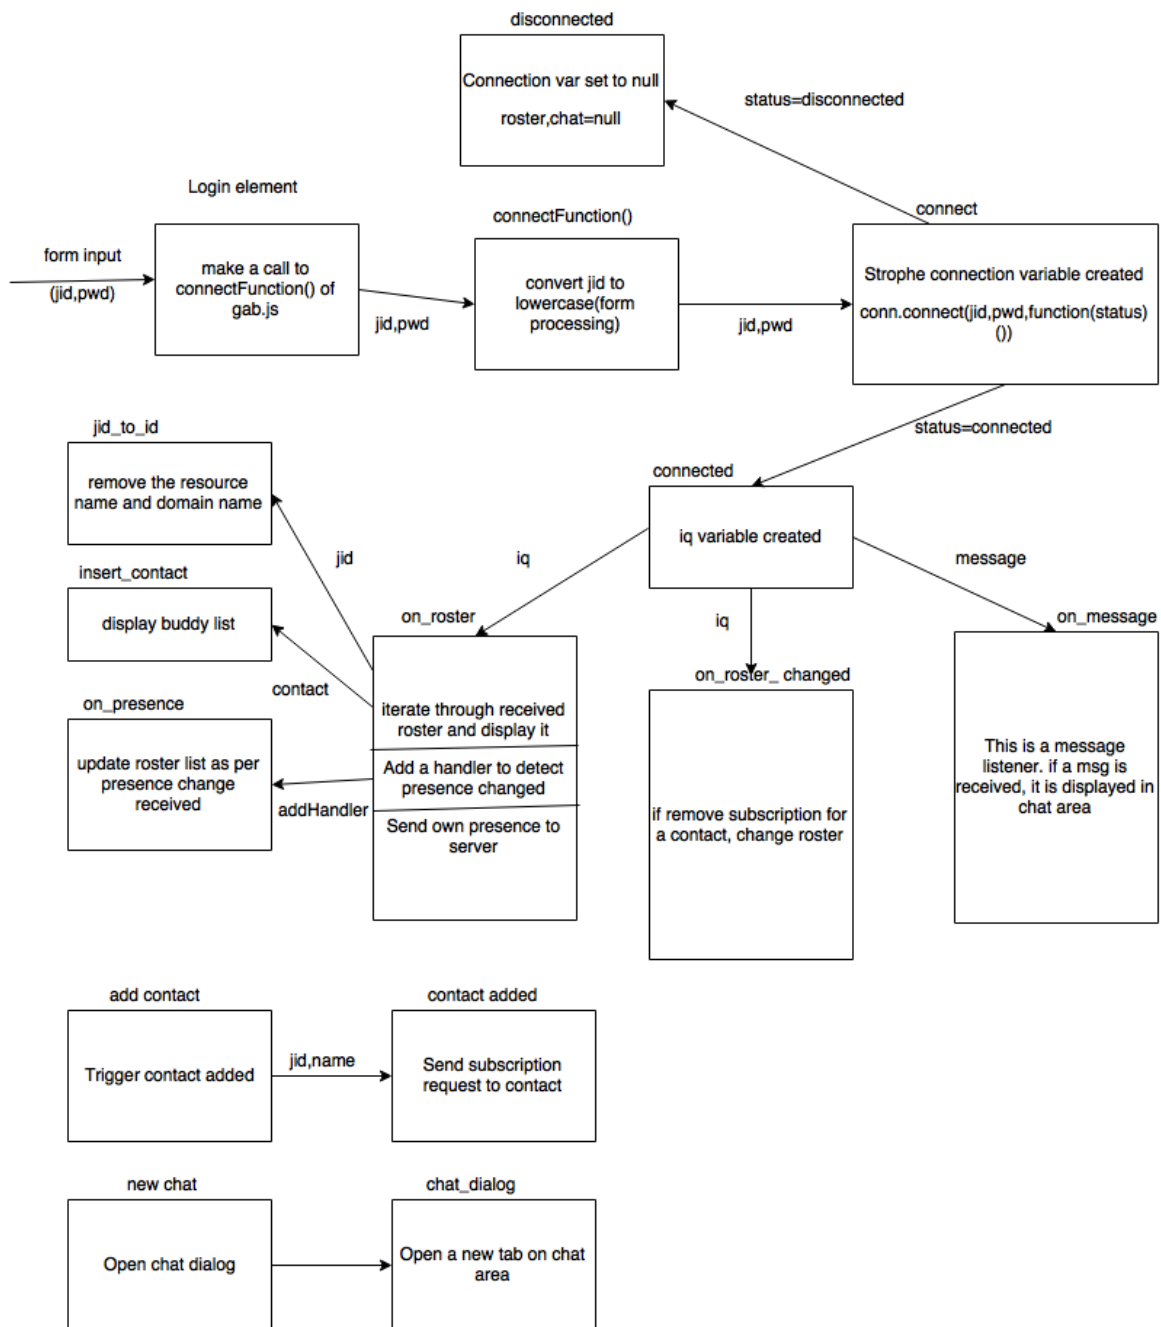 disconnected
Connection var set to null
roster,chat=null
status=disconnected
Login element
connectFunction()
connect
form input
(jid,pwd)
make a call to
connectFunction() of
gab.js
jid,pwd
convert jid to
lowercase(form
processing)
jid,pwd
Strophe connection variable created
conn.connect(jid,pwd,function(status)
())
status=connected
jid_to_id
remove the resource
name and domain name
connected
iq variable created
jid
iq
message
insert_contact
display buddy list
on_roster
iq
on_message
contact
on_roster_ changed
on_presence
update roster list as per
presence change
received
addHandler
iterate through received
roster and display it
Add a handler to detect
presence changed
Send own presence to
server
if remove subscription for
a contact, change roster
This is a message
listener. if a msg is
received, it is displayed in
chat area
add contact
contact added
Trigger contact added
jid,name
Send subscription
request to contact
new chat
chat_dialog
Open chat dialog
Open a new tab on chat
area